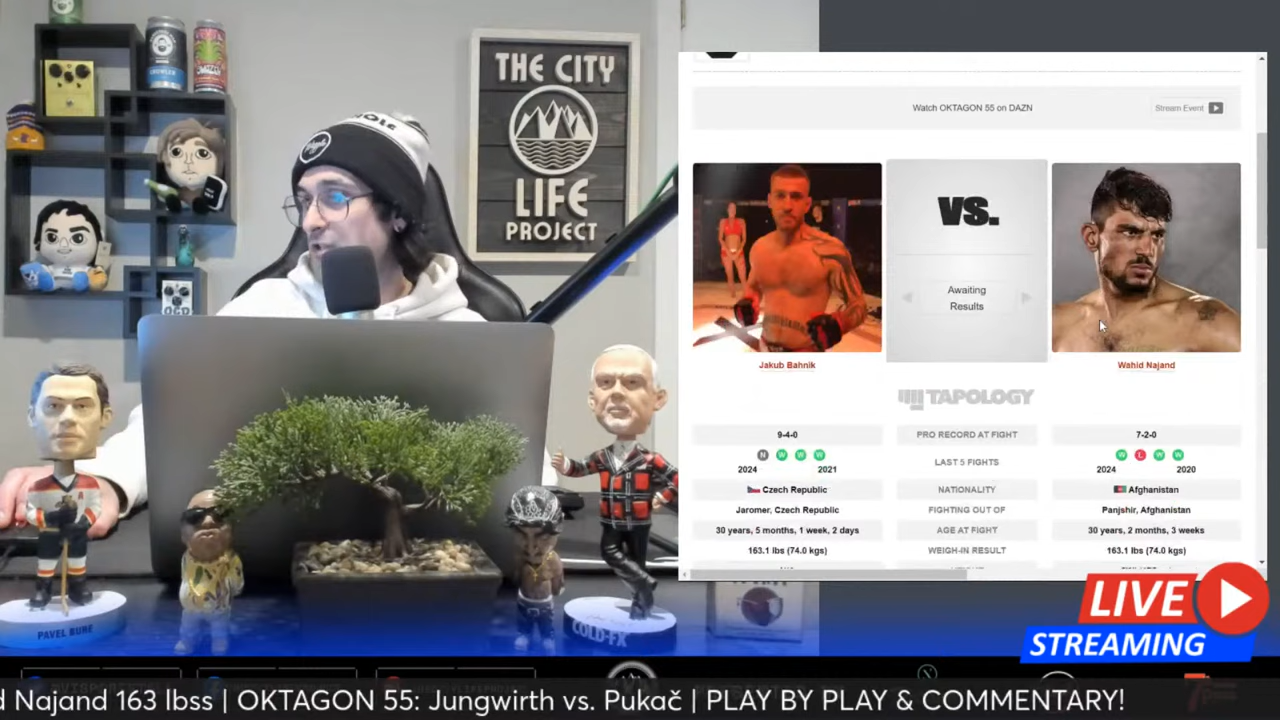 THE CITY
LIFE
PROJECT
Watch OKTAGON 55 on DAZN
Stream Event
VS.
Awaiting
Results
Jakub Bahnik
Wahid Najand
TAPOLOGY
9-4-0
PRO RECORD AT FIGHT
7-2-0
N W W W
LAST 5 FIGHTS
W L W W
2024
2021
2024
2020
Czech Republic
NATIONALITY
Afghanistan
Jaromer, Czech Republic
FIGHTING OUT OF
Panjshir, Afghanistan
30 years, 5 months, 1 week, 2 days
AGE AT FIGHT
30 years, 2 months, 3 weeks
163.1 lbs (74.0 kgs)
WEIGH-IN RESULT
163.1 lbs (74.0 kgs)
PAVEL BURE
COLD-FX
LIVE
STREAMING
d Najand 163 lbss | OKTAGON 55: Jungwirth vs. Pukač | PLAY BY PLAY & COMMENTARY!